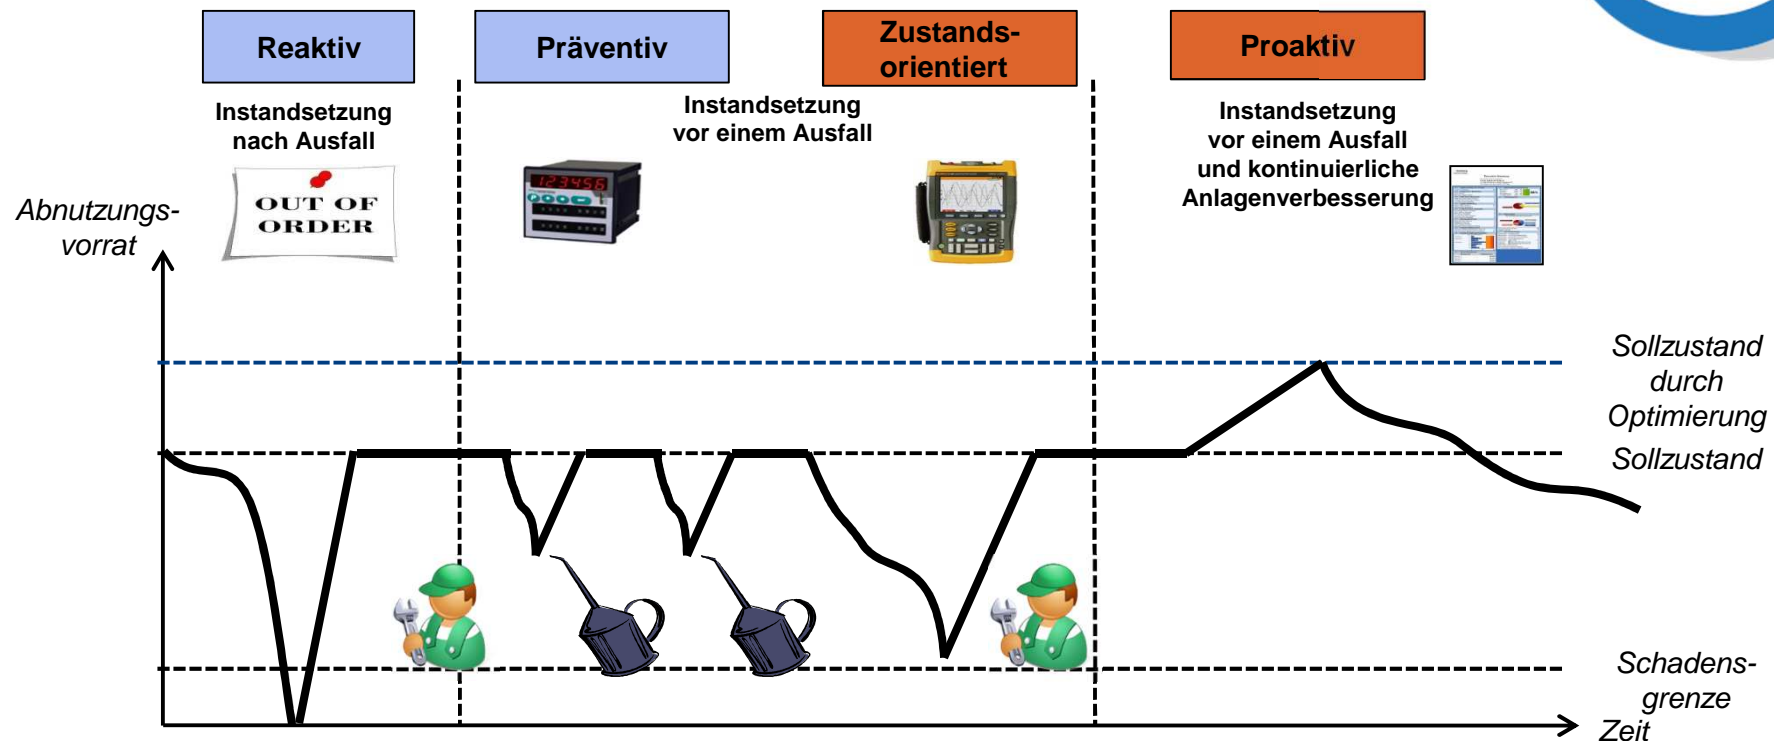 Reaktiv
Präventiv
Zustands-
orientiert
Proaktiv
Instandsetzung
nach Ausfall
Instandsetzung
vor einem Ausfall
Instandsetzung
vor einem Ausfall
und kontinuierliche
Anlagenverbesserung
OUT OF
ORDER
123456
Abnutzungs-
vorrat
Sollzustand
durch
Optimierung
Sollzustand
Schadens-
grenze
Zeit